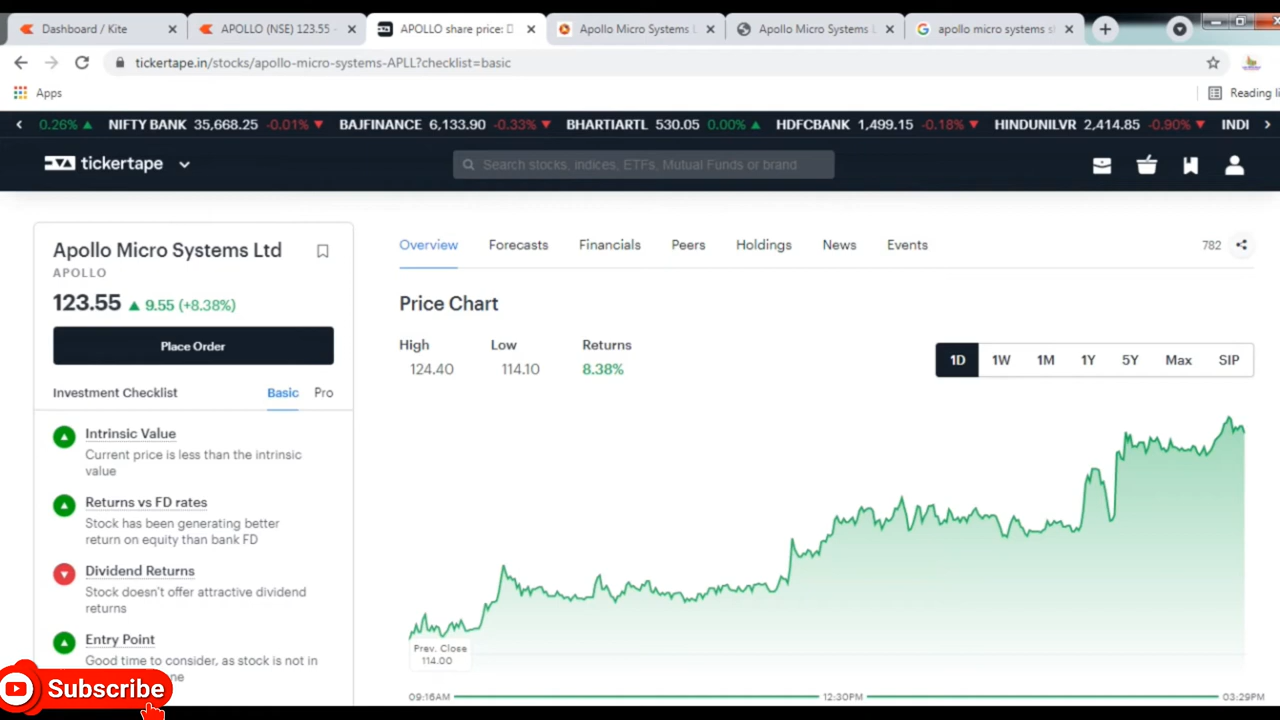 Dashboard / Kite
APOLLO (NSE) 123.55
APOLLO share price:
Apollo Micro Systems
Apollo Micro Systems
apollo micro systems
tickertape.in/stocks/apollo-micro-systems-APLL?checklist=basic
Apps
Reading
0.26% ▲ NIFTY BANK 35,668.25 -0.01% ▼ BAJFINANCE 6,133.90 -0.33% ▼ BHARTIARTL 530.05 0.00% ▲ HDFCBANK 1,499.15 -0.18% ▼ HINDUNILVR 2,414.85 -0.90% ▼ INDI
tickertape
Search stocks, indices, ETFs, Mutual Funds or brand
Apollo Micro Systems Ltd
APOLLO
123.55 ▲ 9.55 (+8.38%)
Place Order
Investment Checklist Basic Pro
Intrinsic Value
Current price is less than the intrinsic
value
Returns vs FD rates
Stock has been generating better
return on equity than bank FD
Dividend Returns
Stock doesn't offer attractive dividend
returns
Entry Point
Good time to consider, as stock is not in
Subscribe
Overview Forecasts Financials Peers Holdings News Events
782
Price Chart
High Low Returns
124.40 114.10 8.38%
1D 1W 1M 1Y 5Y Max SIP
Prev. Close
114.00
09:16AM 12:30PM 03:29PM